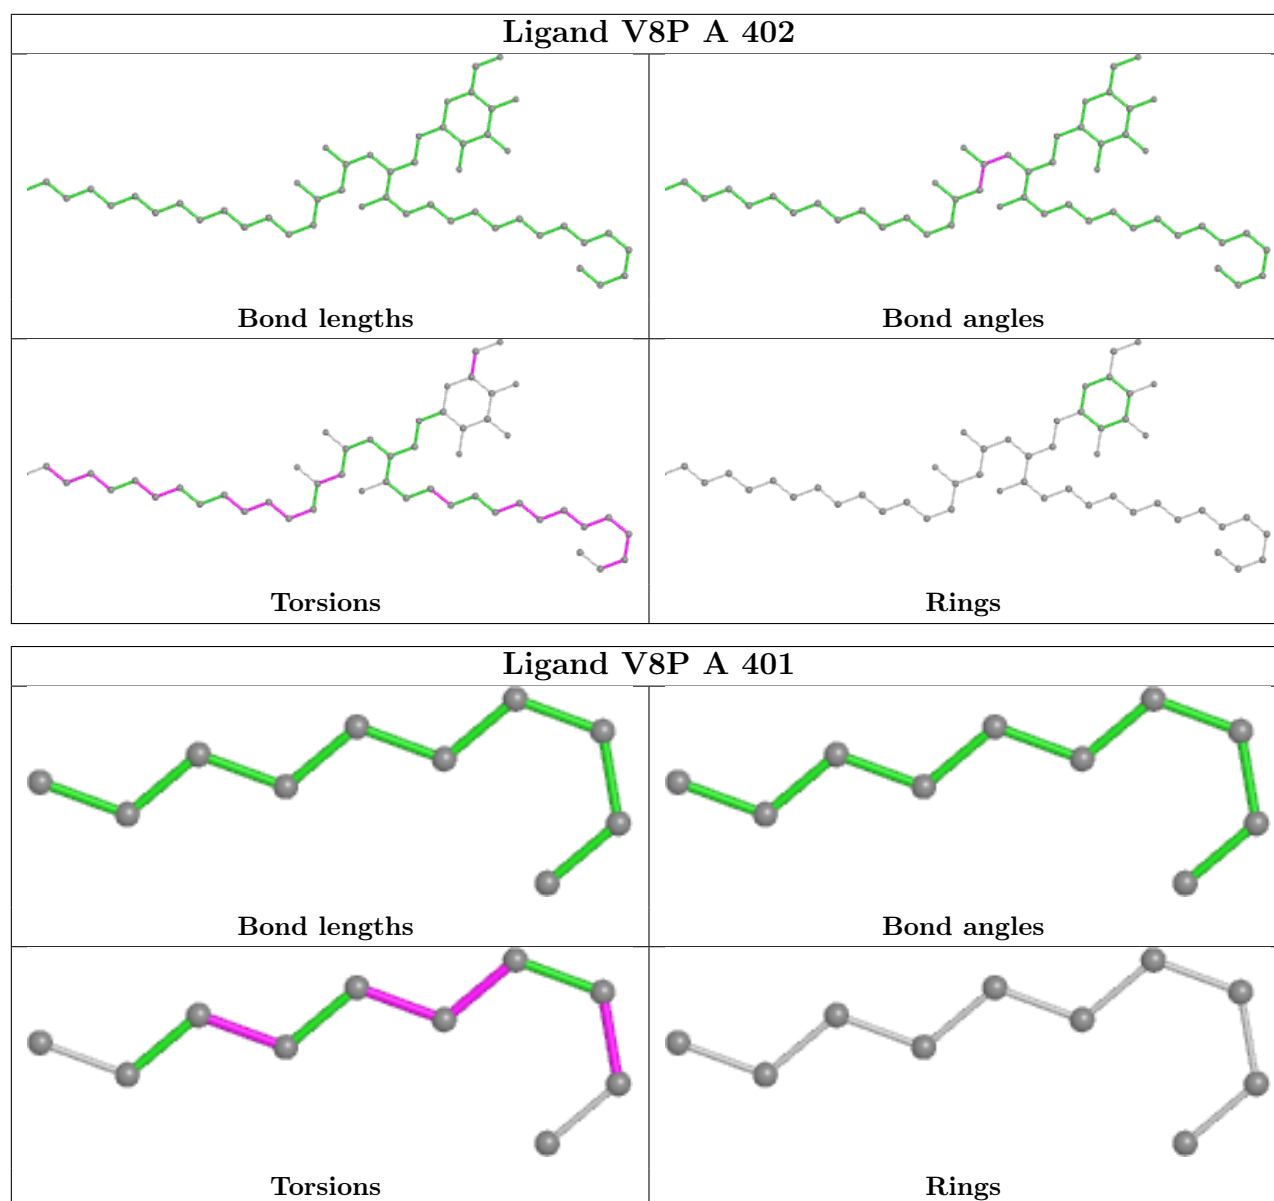 Ligand V8P A 402
Bond lengths
Bond angles
Torsions
Rings
Ligand V8P A 401
Bond lengths
Bond angles
Torsions
Rings